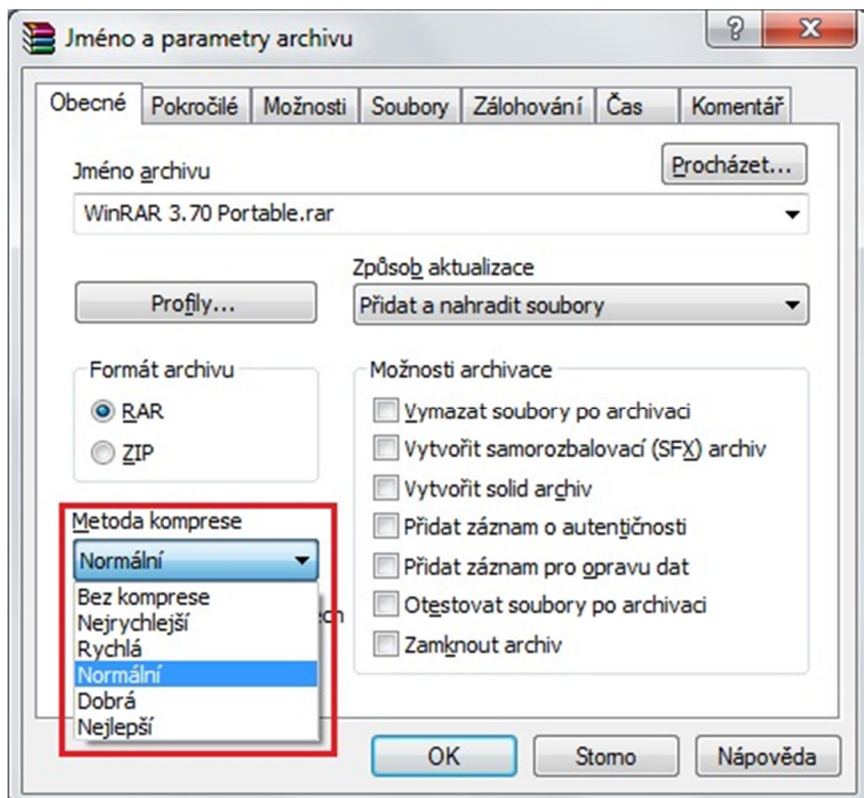 Jméno a parametry archivu
Obecné Pokročilé Možnosti Soubory Zálohování Čas Komentář
Jméno archivu
Procházet...
WinRAR 3.70 Portable.rar
Způsob aktualizace
Profily...
Přidat a nahradit soubory
Formát archivu
RAR
ZIP
Možnosti archivace
Vymazat soubory po archivaci
Vytvořit samorozbalovací (SFX) archiv
Vytvořit solid archiv
Přidat záznam o autentičnosti
Přidat záznam pro opravu dat
Otestovat soubory po archivaci
Zamknout archiv
Metoda komprese
Normální
Bez komprese
Nejrychlejší
Rychlá
Normální
Dobrá
Nejlepší
OK Storno Nápověda